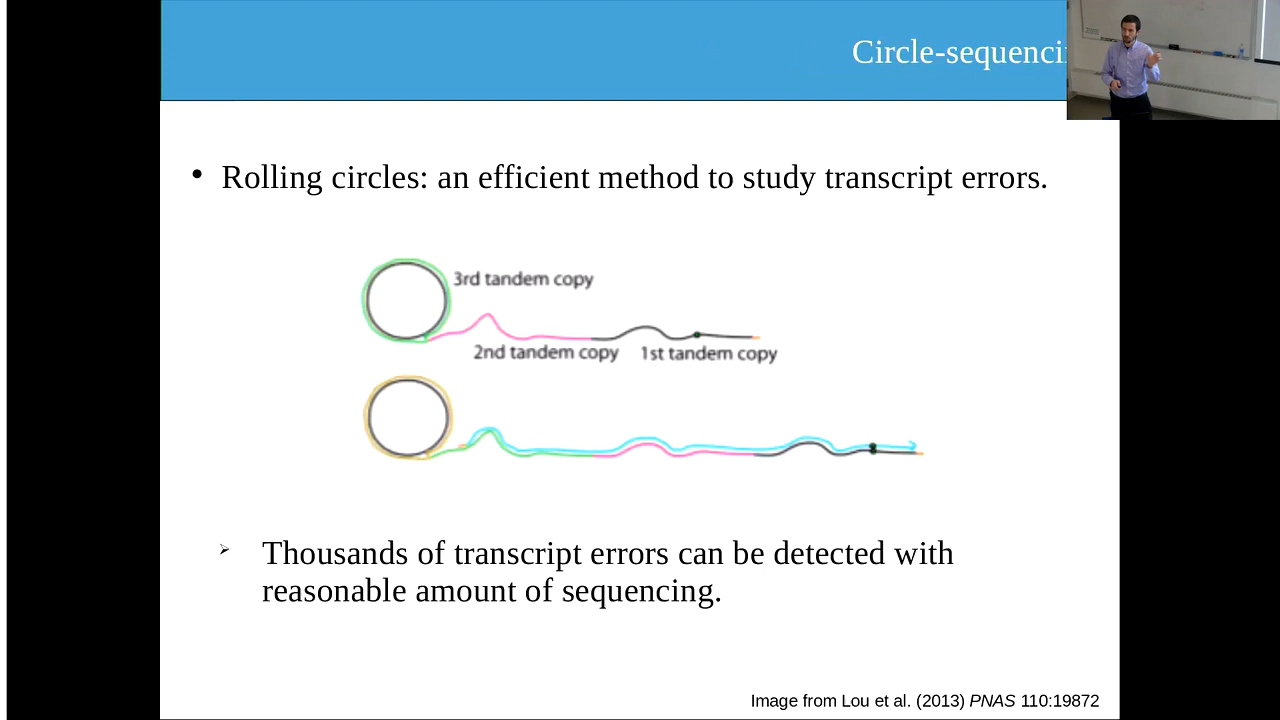 Circle-sequenci
• Rolling circles: an efficient method to study transcript errors.
3rd tandem copy
2nd tandem copy
1st tandem copy
Thousands of transcript errors can be detected with
reasonable amount of sequencing.
Image from Lou et al. (2013) PNAS 110:19872